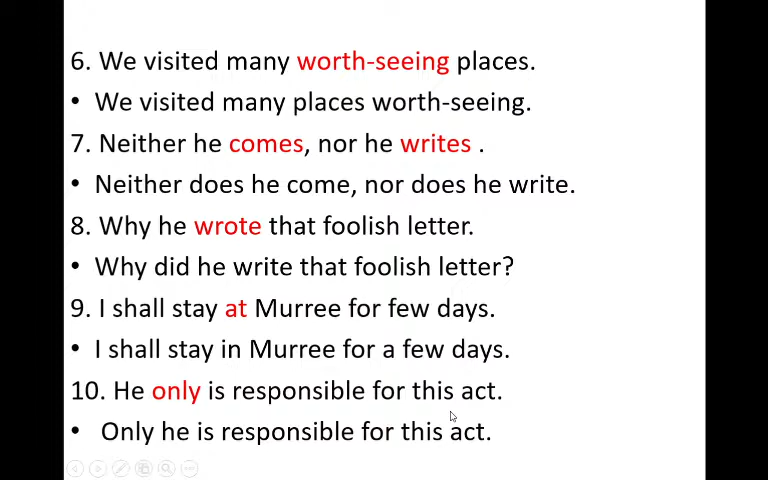 6. We visited many worth-seeing places.
• We visited many places worth-seeing.
7. Neither he comes, nor he writes .
• Neither does he come, nor does he write.
8. Why he wrote that foolish letter.
• Why did he write that foolish letter?
9. I shall stay at Murree for few days.
• I shall stay in Murree for a few days.
10. He only is responsible for this act.
• Only he is responsible for this act.